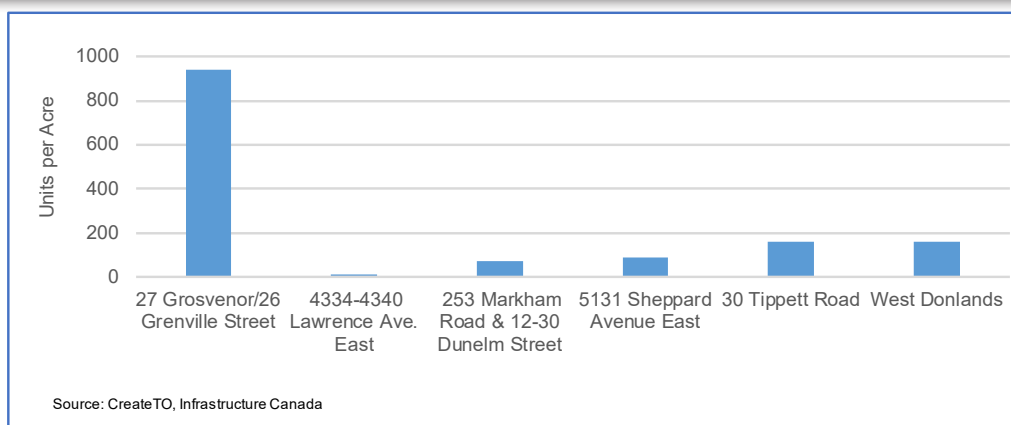 1000
800
600
400
200
0
Units per Acre
27 Grosvenor/26
Grenville Street
4334-4340
Lawrence Ave.
East
253 Markham
Road & 12-30
Dunelm Street
5131 Sheppard
Avenue East
30 Tippett Road
West Donlands
Source: CreateTO, Infrastructure Canada